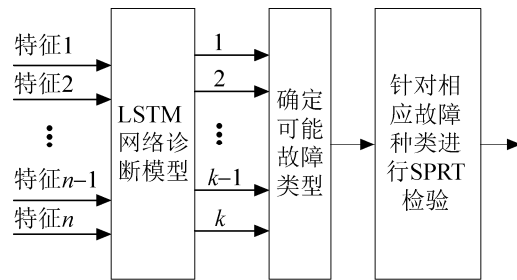 特征1
特征2
⋮
特征n−1
特征n
LSTM
网络诊
断模型
1
2
⋮
k−1
k
确定
可能
故障
类型
针对相
应故障
种类进
行SPRT
检验